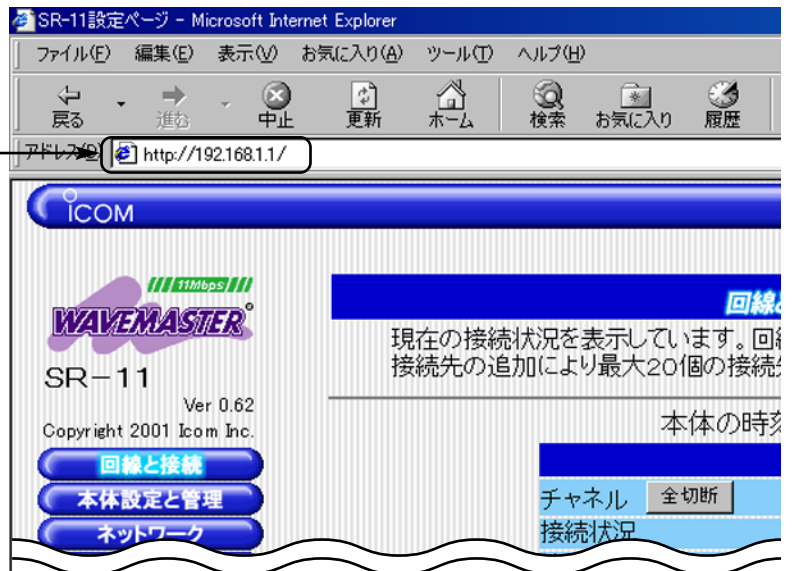 SR-11設定ページ - Microsoft Internet Explorer
ファイル(F) 編集(E) 表示(V) お気に入り(A) ツール(T) ヘルプ(H)
戻る 進む 中止 更新 ホーム 検索 お気に入り 履歴
アドレス(D) http://192.168.1.1/
ICOM
11Mbps
WAVEMASTER®
SR-11
Ver 0.62
Copyright 2001 Icom Inc.
回線と接続
本体設定と管理
ネットワーク
回線
現在の接続状況を表示しています。回
接続先の追加により最大20個の接続
本体の時刻
チャネル 全切断
接続状況